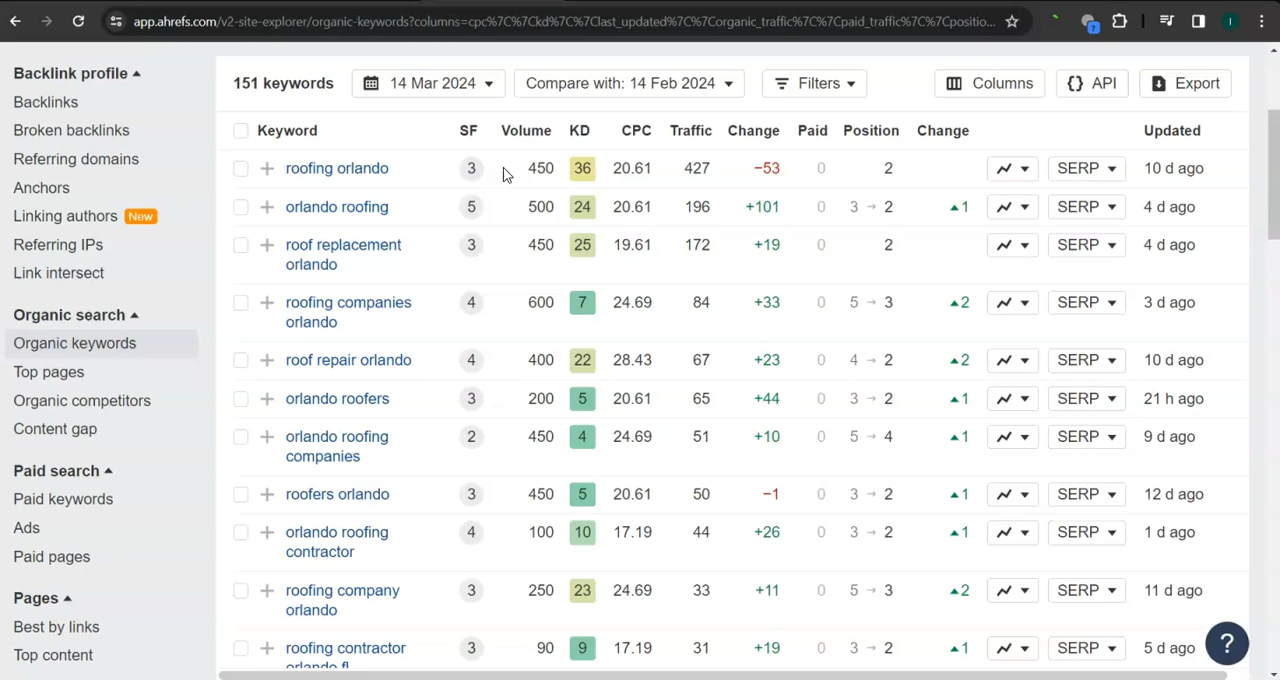 app.ahrefs.com/v2-site-explorer/organic-keywords?columns=cpc%7C%7Ckd%7C%7Clast_updated%7C%7Corganic_traffic%7C%7Cpaid_traffic%7C%7Cpositio...
7
I
Backlink profile
Backlinks
Broken backlinks
Referring domains
Anchors
Linking authors New
Referring IPs
Link intersect
Organic search
Organic keywords
Top pages
Organic competitors
Content gap
Paid search
Paid keywords
Ads
Paid pages
Pages
Best by links
Top content
151 keywords 14 Mar 2024 Compare with: 14 Feb 2024 Filters Columns {} API Export
Keyword SF Volume KD CPC Traffic Change Paid Position Change Updated
roofing orlando 3 450 36 20.61 427 −53 0 2 SERP 10 d ago
orlando roofing 5 500 24 20.61 196 +101 0 3 → 2 ▲1 SERP 4 d ago
roof replacement 3 450 25 19.61 172 +19 0 2 SERP 4 d ago
orlando
roofing companies 4 600 7 24.69 84 +33 0 5 → 3 ▲2 SERP 3 d ago
orlando
roof repair orlando 4 400 22 28.43 67 +23 0 4 → 2 ▲2 SERP 10 d ago
orlando roofers 3 200 5 20.61 65 +44 0 3 → 2 ▲1 SERP 21 h ago
orlando roofing 2 450 4 24.69 51 +10 0 5 → 4 ▲1 SERP 9 d ago
companies
roofers orlando 3 450 5 20.61 50 −1 0 3 → 2 ▲1 SERP 12 d ago
orlando roofing 4 100 10 17.19 44 +26 0 3 → 2 ▲1 SERP 1 d ago
contractor
roofing company 3 250 23 24.69 33 +11 0 5 → 3 ▲2 SERP 11 d ago
orlando
roofing contractor 3 90 9 17.19 31 +19 0 3 → 2 ▲1 SERP 5 d ago
orlando fl
?